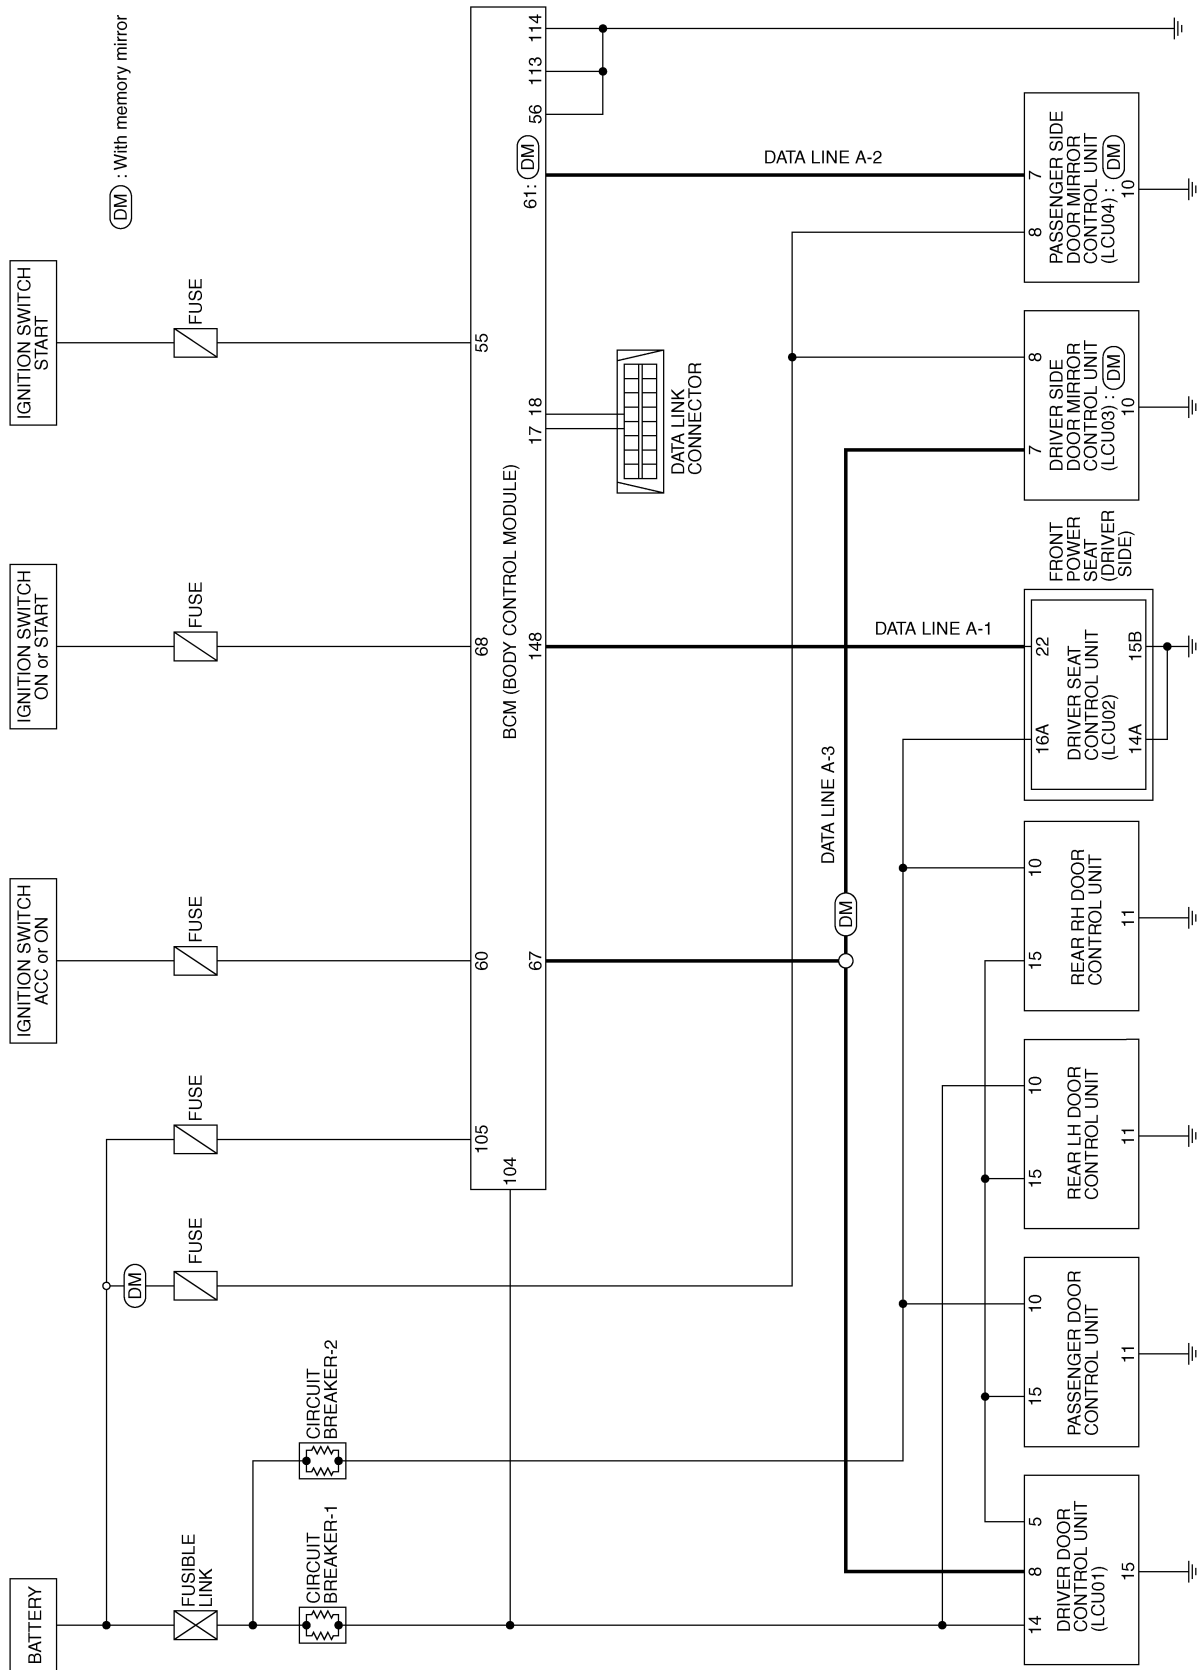 BATTERY
IGNITION SWITCH
ACC or ON
IGNITION SWITCH
ON or START
IGNITION SWITCH
START
DM : With memory mirror
FUSIBLE
LINK
DM
FUSE
FUSE
FUSE
FUSE
FUSE
CIRCUIT
BREAKER-1
CIRCUIT
BREAKER-2
105
60
68
55
104
BCM (BODY CONTROL MODULE)
67
148
17
18
61: DM
56
113
114
DATA LINK
CONNECTOR
DATA LINE A-2
DM
DATA LINE A-3
DATA LINE A-1
14
8
5
DRIVER DOOR
CONTROL UNIT
(LCU01)
15
15
10
PASSENGER DOOR
CONTROL UNIT
11
15
10
REAR LH DOOR
CONTROL UNIT
11
15
10
REAR RH DOOR
CONTROL UNIT
11
16A
22
DRIVER SEAT
CONTROL UNIT
(LCU02)
14A
15B
FRONT
POWER
SEAT
(DRIVER
SIDE)
7
8
DRIVER SIDE
DOOR MIRROR
CONTROL UNIT
(LCU03) : DM
10
8
7
PASSENGER SIDE
DOOR MIRROR
CONTROL UNIT
(LCU04) : DM
10